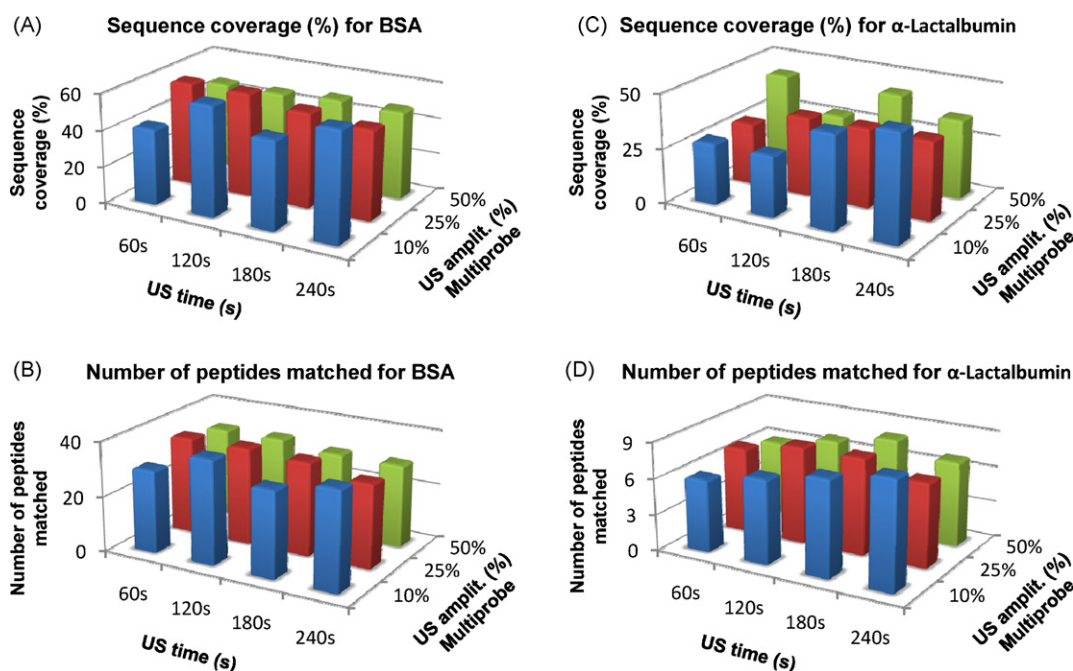 (A) Sequence coverage (%) for BSA
Sequence
coverage (%)
60
40
20
0
60s
120s
180s
240s
US time (s)
10%
25%
50%
US amplit. (%)
Multiprobe
(C) Sequence coverage (%) for α-Lactalbumin
Sequence
coverage (%)
50
25
0
60s
120s
180s
240s
US time (s)
10%
25%
50%
US amplit. (%)
Multiprobe
(B) Number of peptides matched for BSA
Number of peptides
matched
40
20
0
60s
120s
180s
240s
US time (s)
10%
25%
50%
US amplit. (%)
Multiprobe
(D) Number of peptides matched for α-Lactalbumin
Number of peptides
matched
9
6
3
0
60s
120s
180s
240s
US time (s)
10%
25%
50%
US amplit. (%)
Multiprobe